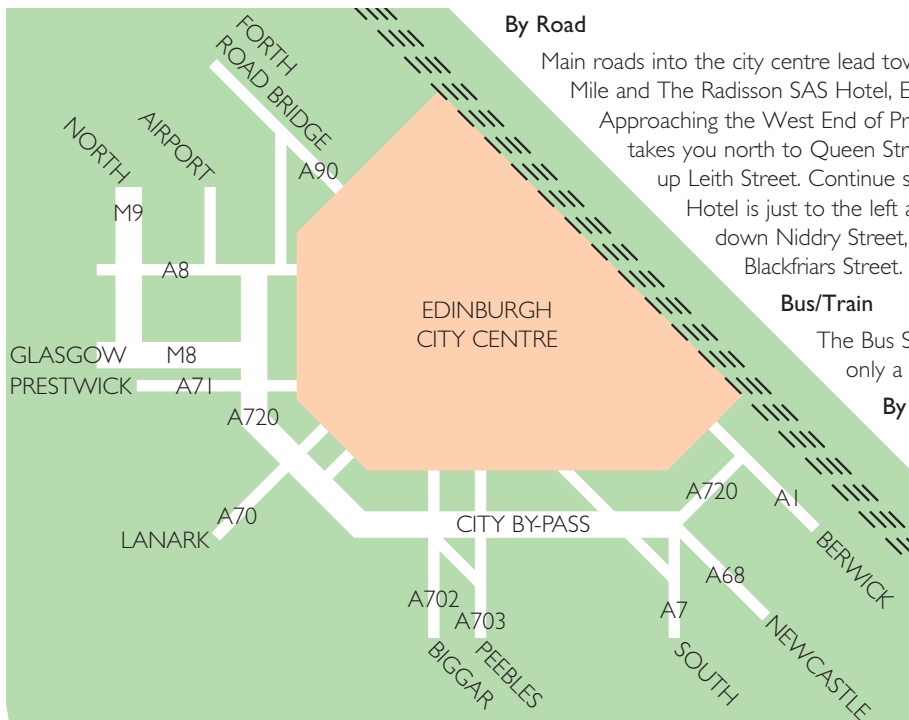 By Road
Main roads into the city centre lead
Mile and The Radisson SAS Hotel,
Approaching the West End of
takes you north to Queen
up Leith Street. Continue
Hotel is just to the left
down Niddry Street,
Blackfriars Street.
Bus/Train
The Bus
only a
By
FORTH
ROAD BRIDGE
NORTH
AIRPORT
A90
M9
A8
EDINBURGH
CITY CENTRE
GLASGOW
M8
PRESTWICK
A71
A720
A70
LANARK
CITY BY-PASS
A720
A1
BERWICK
A68
NEWCASTLE
A7
SOUTH
A702
BIGGAR
A703
PEEBLES